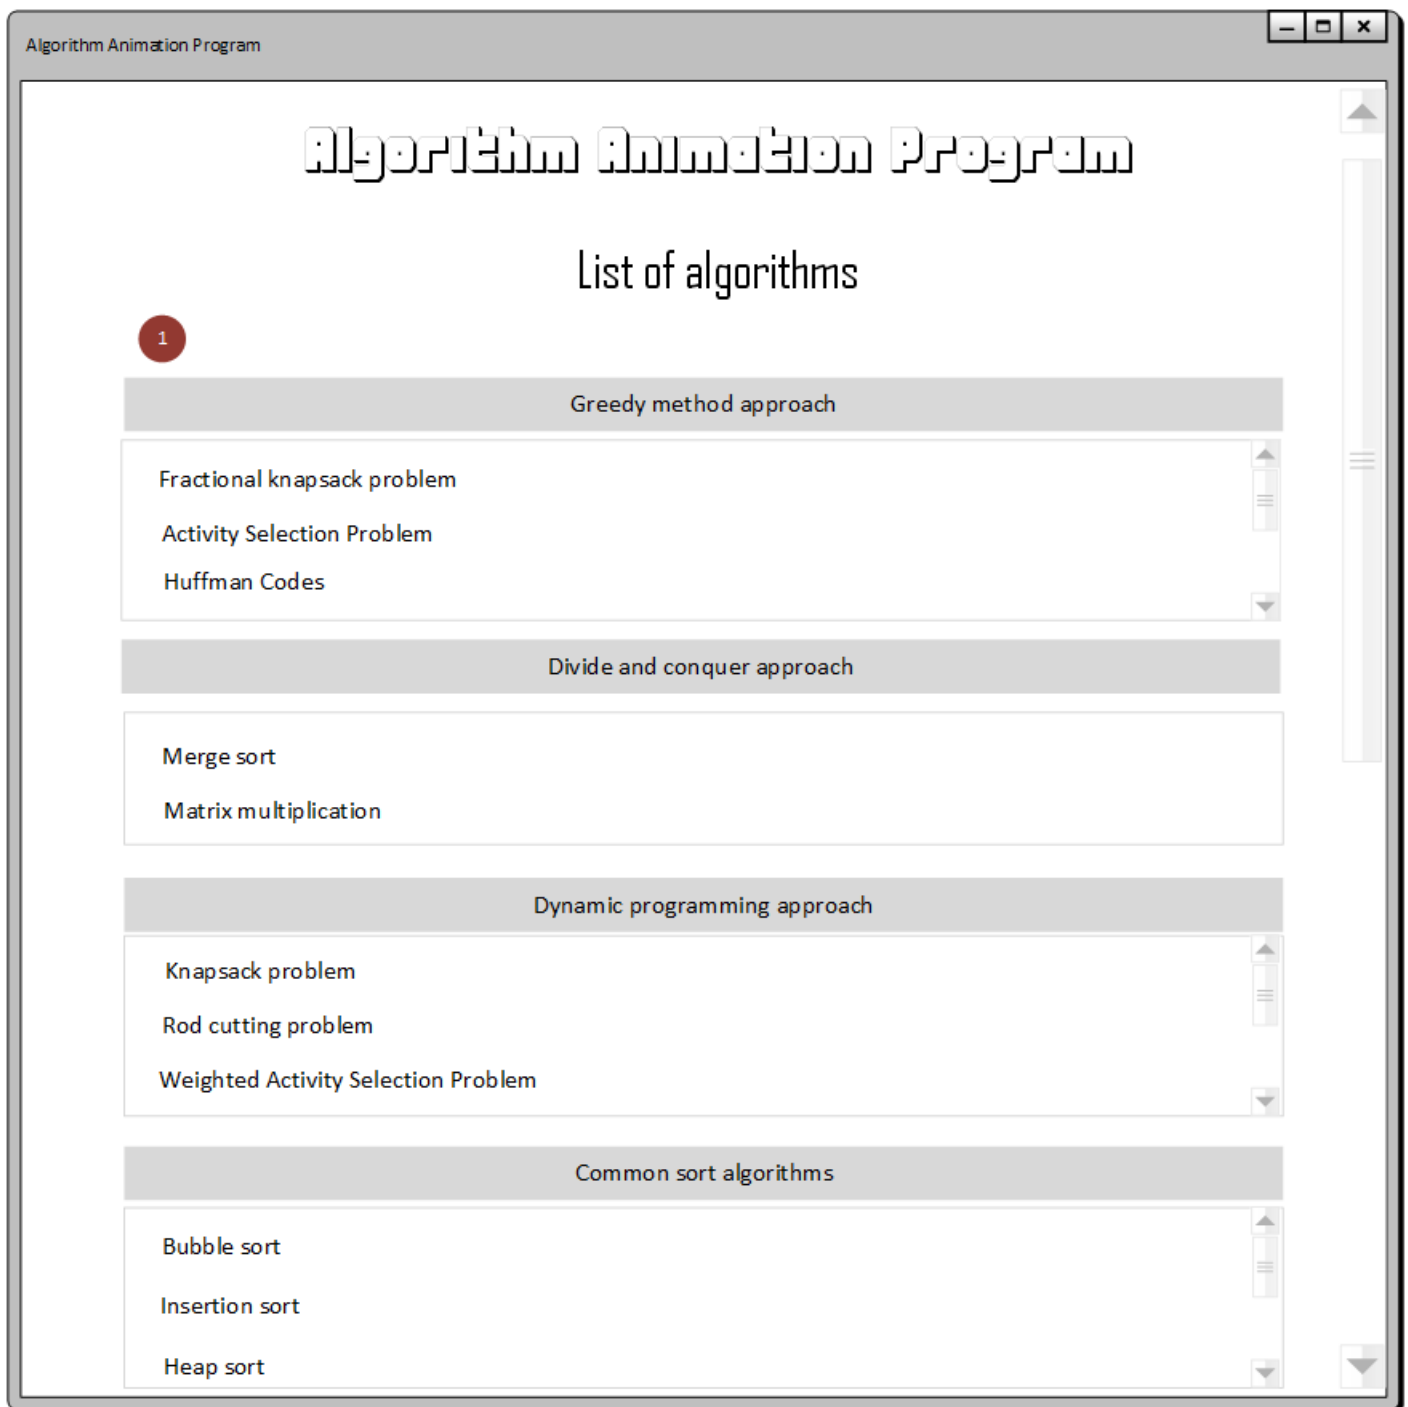 Algorithm Animation Program
Algorithm Animation Program
List of algorithms
1
Greedy method approach
Fractional knapsack problem
Activity Selection Problem
Huffman Codes
Divide and conquer approach
Merge sort
Matrix multiplication
Dynamic programming approach
Knapsack problem
Rod cutting problem
Weighted Activity Selection Problem
Common sort algorithms
Bubble sort
Insertion sort
Heap sort